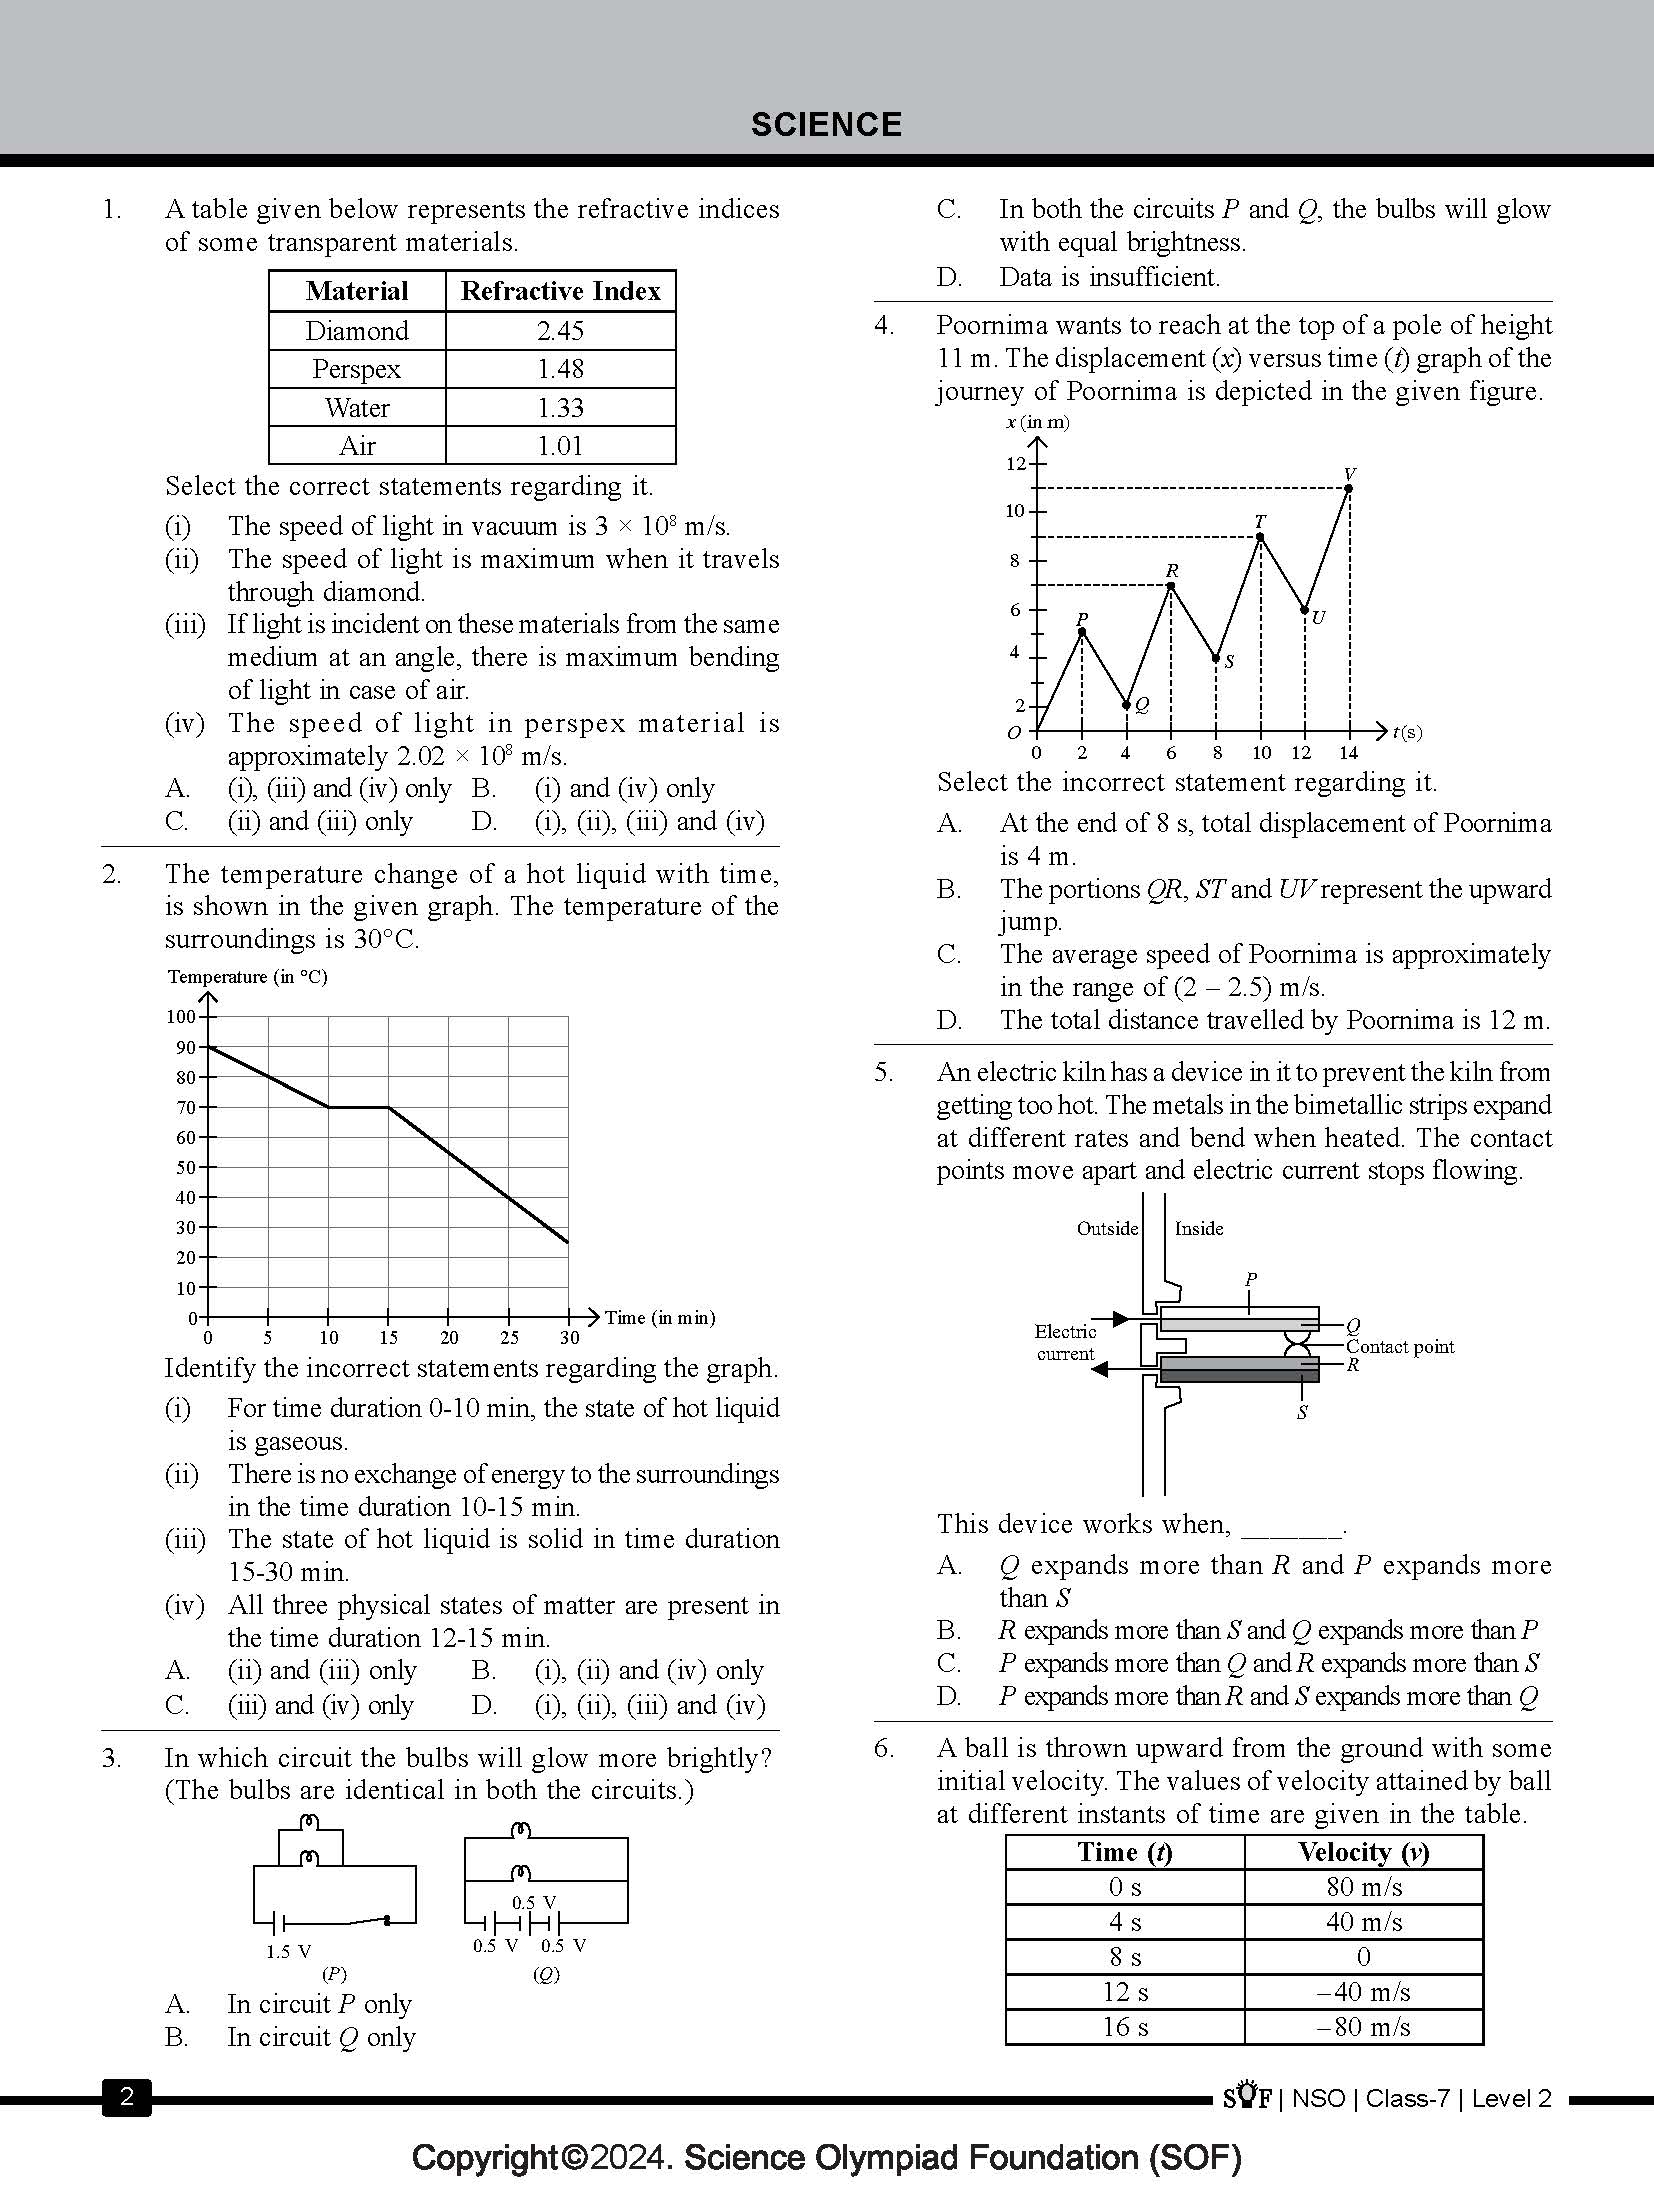 SCIENCE
1. A table given below represents the refractive indices
of some transparent materials.
Material Refractive Index
Diamond 2.45
Perspex 1.48
Water 1.33
Air 1.01
Select the correct statements regarding it.
(i) The speed of light in vacuum is 3 × 10⁸ m/s.
(ii) The speed of light is maximum when it travels
through diamond.
(iii) If light is incident on these materials from the same
medium at an angle, there is maximum bending
of light in case of air.
(iv) The speed of light in perspex material is
approximately 2.02 × 10⁸ m/s.
A. (i), (iii) and (iv) only B. (i) and (iv) only
C. (ii) and (iii) only D. (i), (ii), (iii) and (iv)
2. The temperature change of a hot liquid with time,
is shown in the given graph. The temperature of the
surroundings is 30°C.
Temperature (in °C)
100
90
80
70
60
50
40
30
20
10
0
0 5 10 15 20 25 30
Time (in min)
Identify the incorrect statements regarding the graph.
(i) For time duration 0-10 min, the state of hot liquid
is gaseous.
(ii) There is no exchange of energy to the surroundings
in the time duration 10-15 min.
(iii) The state of hot liquid is solid in time duration
15-30 min.
(iv) All three physical states of matter are present in
the time duration 12-15 min.
A. (ii) and (iii) only B. (i), (ii) and (iv) only
C. (iii) and (iv) only D. (i), (ii), (iii) and (iv)
3. In which circuit the bulbs will glow more brightly?
(The bulbs are identical in both the circuits.)
0.5 V
1.5 V 0.5 V 0.5 V
(P) (Q)
A. In circuit P only
B. In circuit Q only
C. In both the circuits P and Q, the bulbs will glow
with equal brightness.
D. Data is insufficient.
4. Poornima wants to reach at the top of a pole of height
11 m. The displacement (x) versus time (t) graph of the
journey of Poornima is depicted in the given figure.
x (in m)
12
V
10
T
8
R
6
P
U
4
S
2
Q
O
t(s)
0 2 4 6 8 10 12 14
Select the incorrect statement regarding it.
A. At the end of 8 s, total displacement of Poornima
is 4 m.
B. The portions QR, ST and UV represent the upward
jump.
C. The average speed of Poornima is approximately
in the range of (2 – 2.5) m/s.
D. The total distance travelled by Poornima is 12 m.
5. An electric kiln has a device in it to prevent the kiln from
getting too hot. The metals in the bimetallic strips expand
at different rates and bend when heated. The contact
points move apart and electric current stops flowing.
Outside Inside
P
Electric
current
Q
Contact point
R
S
This device works when, _______.
A. Q expands more than R and P expands more
than S
B. R expands more than S and Q expands more than P
C. P expands more than Q and R expands more than S
D. P expands more than R and S expands more than Q
6. A ball is thrown upward from the ground with some
initial velocity. The values of velocity attained by ball
at different instants of time are given in the table.
Time (t) Velocity (v)
0 s 80 m/s
4 s 40 m/s
8 s 0
12 s –40 m/s
16 s –80 m/s
2
SOF | NSO | Class-7 | Level 2
Copyright©2024. Science Olympiad Foundation (SOF)